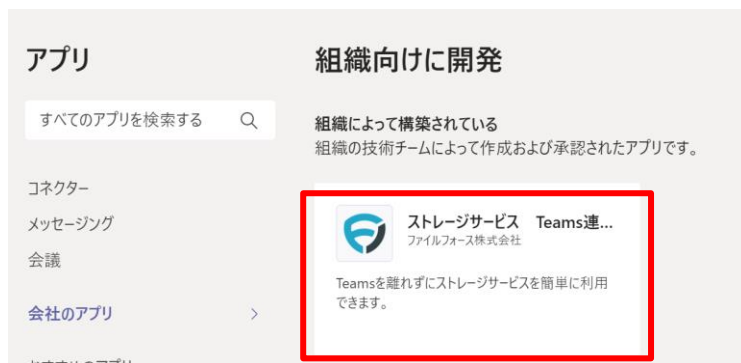 アプリ
すべてのアプリを検索する
コネクター
メッセージング
会議
会社のアプリ
組織向けに開発
組織によって構築されている
組織の技術チームによって作成および承認されたアプリです。
ストレージサービス Teams連...
ファイルフォース株式会社
Teamsを離れずにストレージサービスを簡単に利用
できます。